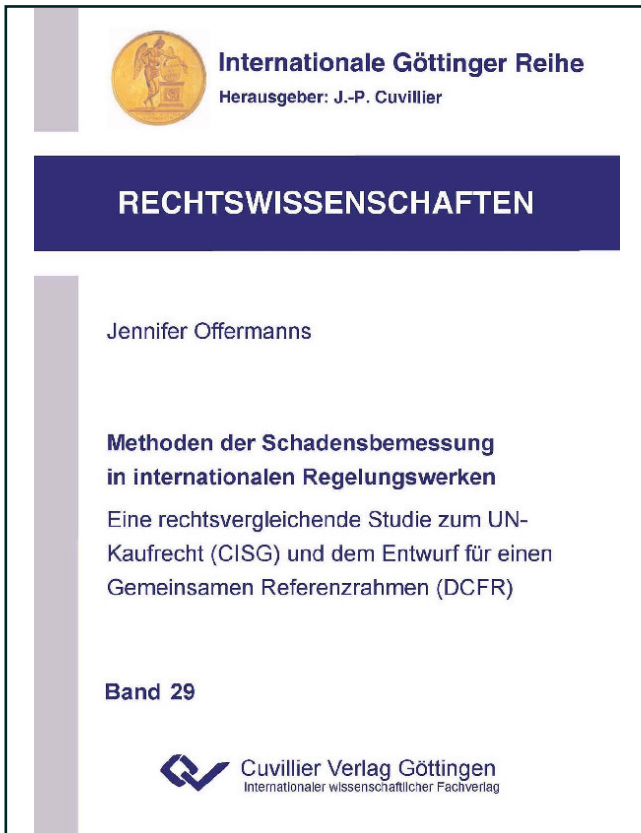 Internationale Göttinger Reihe
Herausgeber: J.-P. Cuvillier
RECHTSWISSENSCHAFTEN
Jennifer Offermanns
Methoden der Schadensbemessung
in internationalen Regelungswerken
Eine rechtsvergleichende Studie zum UN-
Kaufrecht (CISG) und dem Entwurf für einen
Gemeinsamen Referenzrahmen (DCFR)
Band 29
Cuvillier Verlag Göttingen
Internationaler wissenschaftlicher Fachverlag